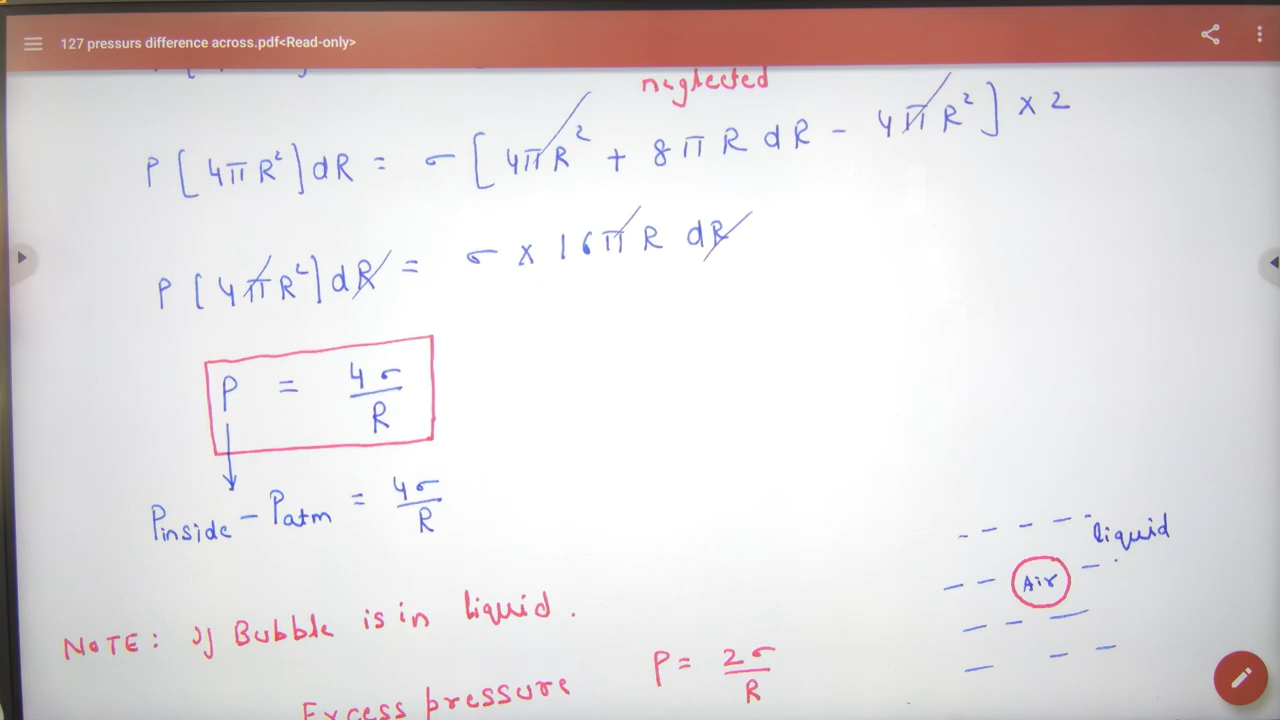 127 pressurs difference across.pdf<Read-only>
neglected
P [4πR²] dR = σ [4πR² + 8πR dR - 4πR²] × 2
P [4πR²] dR = σ × 16πR dR
P = 4σ/R
Pinside - Patm = 4σ/R
liquid
Air
NOTE: If Bubble is in liquid.
Excess pressure P = 2σ/R